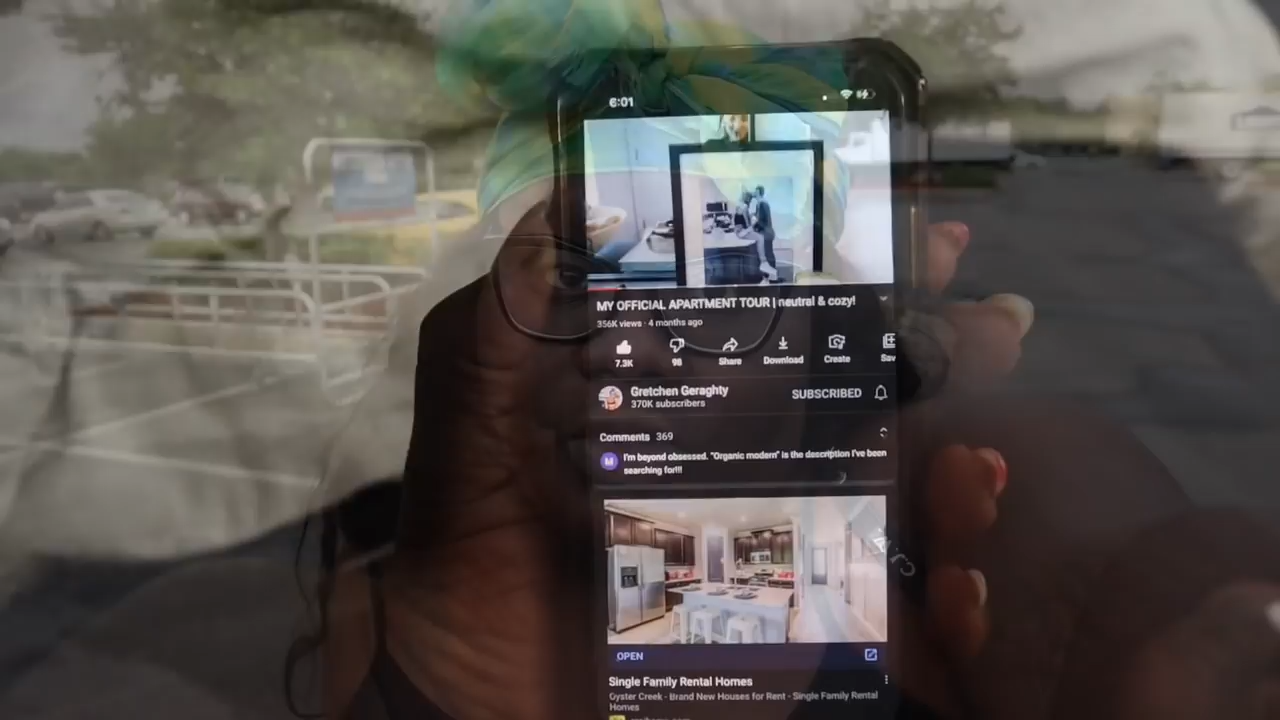 6:01
MY OFFICIAL APARTMENT TOUR | neutral & cozy!
356K views · 4 months ago
7.3K 98 Share Download Create Sav
Gretchen Geraghty
370K subscribers
SUBSCRIBED
Comments 369
M
I'm beyond obsessed. "Organic modern" is the description I've been
searching for!!!
OPEN
Single Family Rental Homes
Oyster Creek - Brand New Houses for Rent - Single Family Rental
Homes